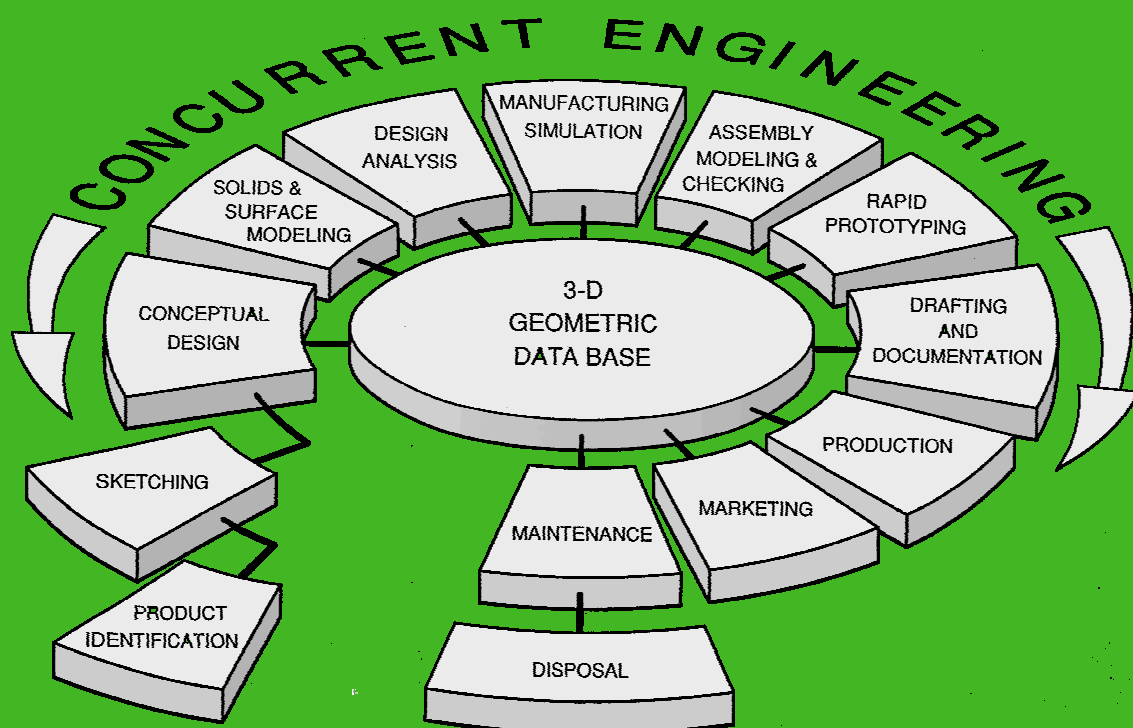 CONCURRENT ENGINEERING
MANUFACTURING
SIMULATION
DESIGN
ANALYSIS
ASSEMBLY
MODELING &
CHECKING
SOLIDS &
SURFACE
MODELING
RAPID
PROTOTYPING
CONCEPTUAL
DESIGN
3-D
GEOMETRIC
DATA BASE
DRAFTING
AND
DOCUMENTATION
SKETCHING
PRODUCTION
MARKETING
MAINTENANCE
PRODUCT
IDENTIFICATION
DISPOSAL